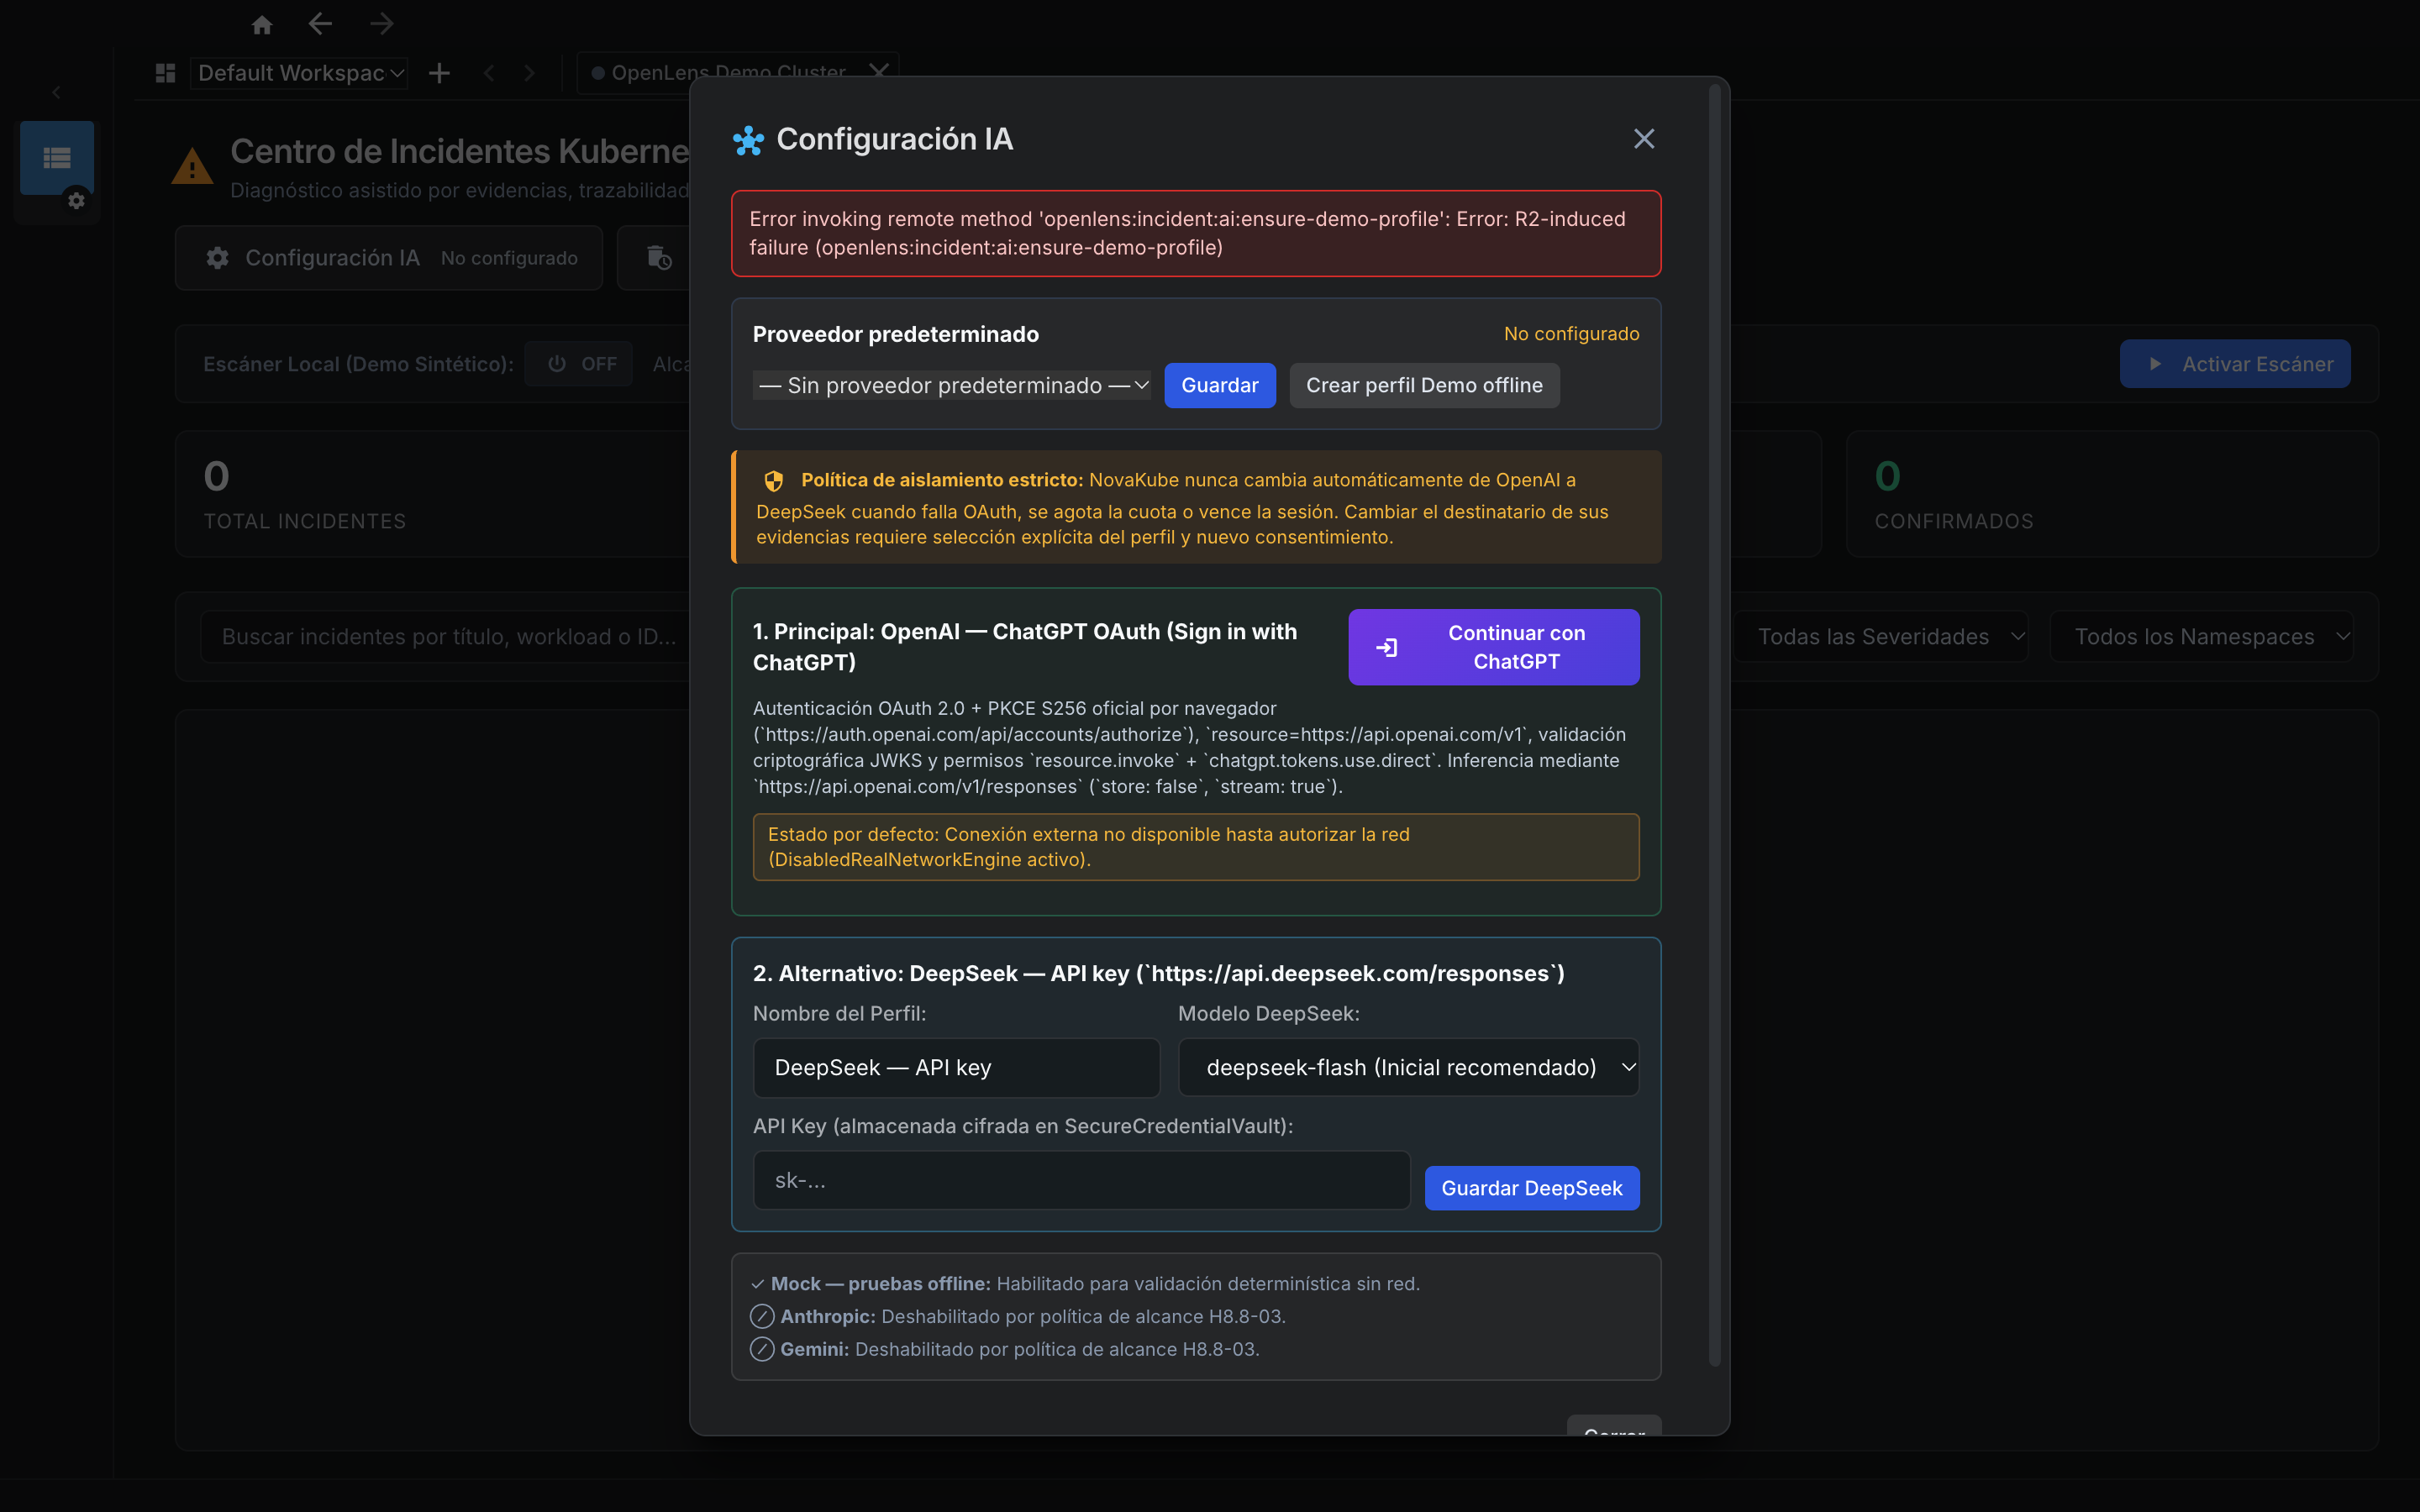 Default Workspac
OpenLens Demo Cluster
Centro de Incidentes Kuberne
Diagnóstico asistido por evidencias, trazabilidad
Configuración IA No configurado
Escáner Local (Demo Sintético): OFF Alca
Activar Escáner
0
TOTAL INCIDENTES
0
CONFIRMADOS
Buscar incidentes por título, workload o ID...
Todas las Severidades
Todos los Namespaces
Configuración IA
Error invoking remote method 'openlens:incident:ai:ensure-demo-profile': Error: R2-induced
failure (openlens:incident:ai:ensure-demo-profile)
Proveedor predeterminado
No configurado
— Sin proveedor predeterminado —
Guardar
Crear perfil Demo offline
Política de aislamiento estricto: NovaKube nunca cambia automáticamente de OpenAI a
DeepSeek cuando falla OAuth, se agota la cuota o vence la sesión. Cambiar el destinatario de sus
evidencias requiere selección explícita del perfil y nuevo consentimiento.
1. Principal: OpenAI — ChatGPT OAuth (Sign in with
ChatGPT)
Continuar con
ChatGPT
Autenticación OAuth 2.0 + PKCE S256 oficial por navegador
(`https://auth.openai.com/api/accounts/authorize`), `resource=https://api.openai.com/v1`, validación
criptográfica JWKS y permisos `resource.invoke` + `chatgpt.tokens.use.direct`. Inferencia mediante
`https://api.openai.com/v1/responses` (`store: false`, `stream: true`).
Estado por defecto: Conexión externa no disponible hasta autorizar la red
(DisabledRealNetworkEngine activo).
2. Alternativo: DeepSeek — API key (`https://api.deepseek.com/responses`)
Nombre del Perfil:
Modelo DeepSeek:
DeepSeek — API key
deepseek-flash (Inicial recomendado)
API Key (almacenada cifrada en SecureCredentialVault):
sk-...
Guardar DeepSeek
Mock — pruebas offline: Habilitado para validación determinística sin red.
Anthropic: Deshabilitado por política de alcance H8.8-03.
Gemini: Deshabilitado por política de alcance H8.8-03.
Cerrar